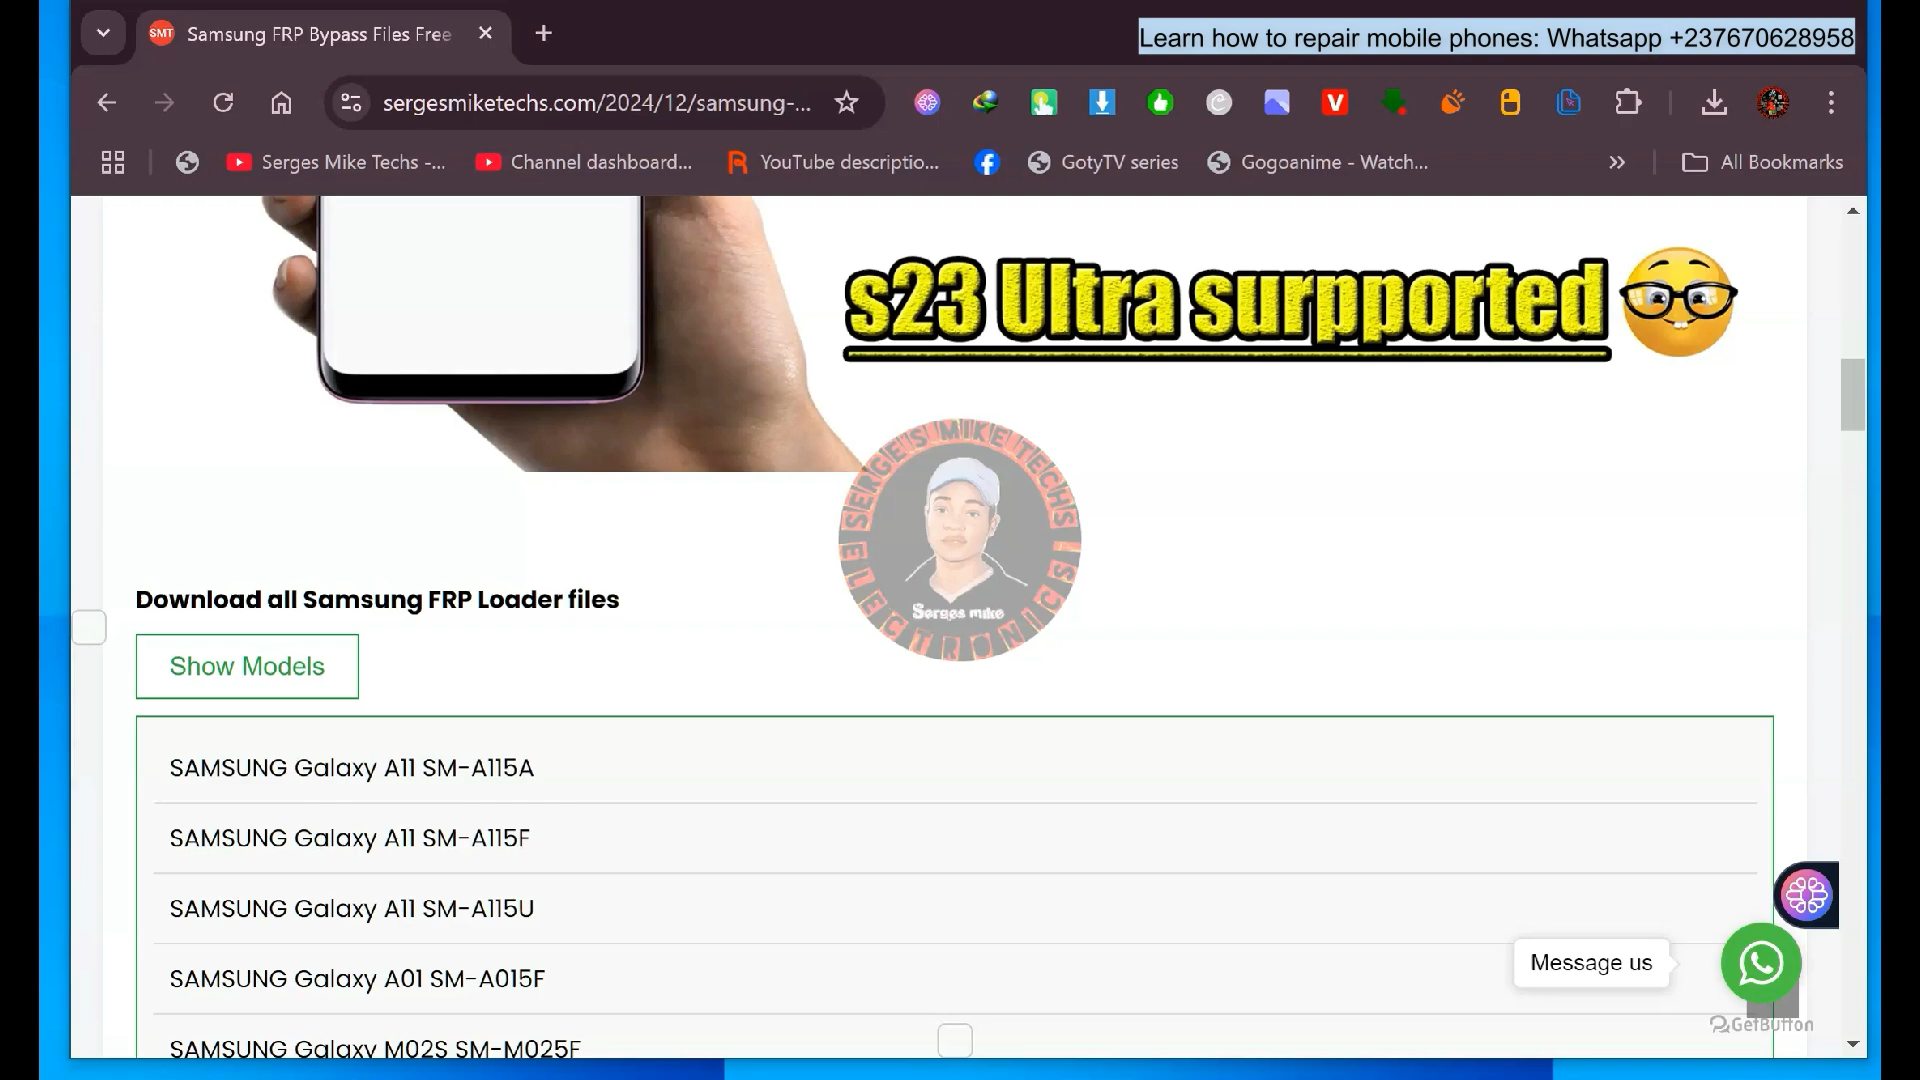 SMT Samsung FRP Bypass Files Free
Learn how to repair mobile phones: Whatsapp +237670628958
sergesmiketechs.com/2024/12/samsung-...
V
Serges Mike Techs -...
Channel dashboard...
YouTube descriptio...
GotyTV series
Gogoanime - Watch...
All Bookmarks
s23 Ultra surpported
SERGES MIKE TECHS
ELECTRONICS
Serges mike
Download all Samsung FRP Loader files
Show Models
SAMSUNG Galaxy A11 SM-A115A
SAMSUNG Galaxy A11 SM-A115F
SAMSUNG Galaxy A11 SM-A115U
SAMSUNG Galaxy A01 SM-A015F
SAMSUNG Galaxy M02S SM-M025F
Message us
GetButton